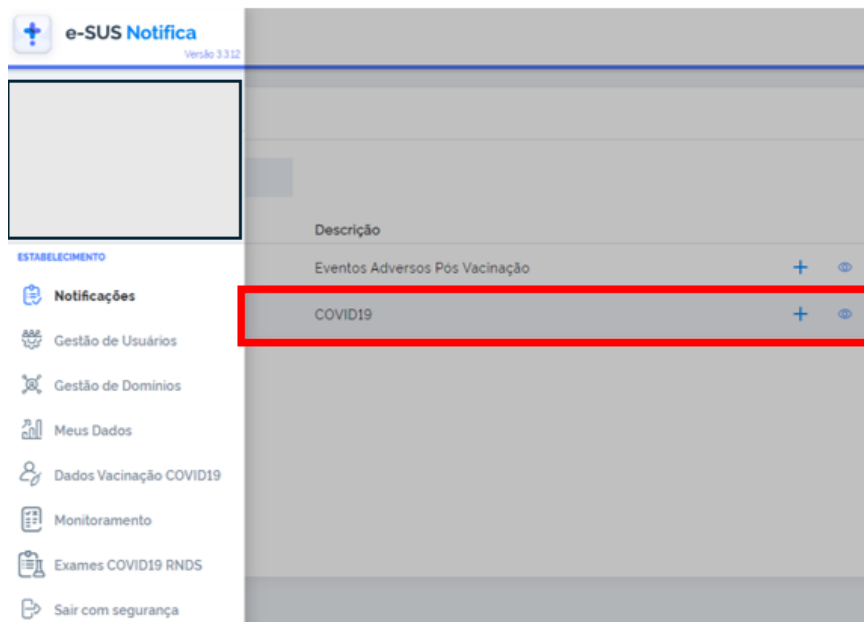 e-SUS Notifica
Versão 3.3.12
Descrição
ESTABELECIMENTO
Eventos Adversos Pós Vacinação
Notificações
COVID19
Gestão de Usuários
Gestão de Domínios
Meus Dados
Dados Vacinação COVID19
Monitoramento
Exames COVID19 RNDS
Sair com segurança